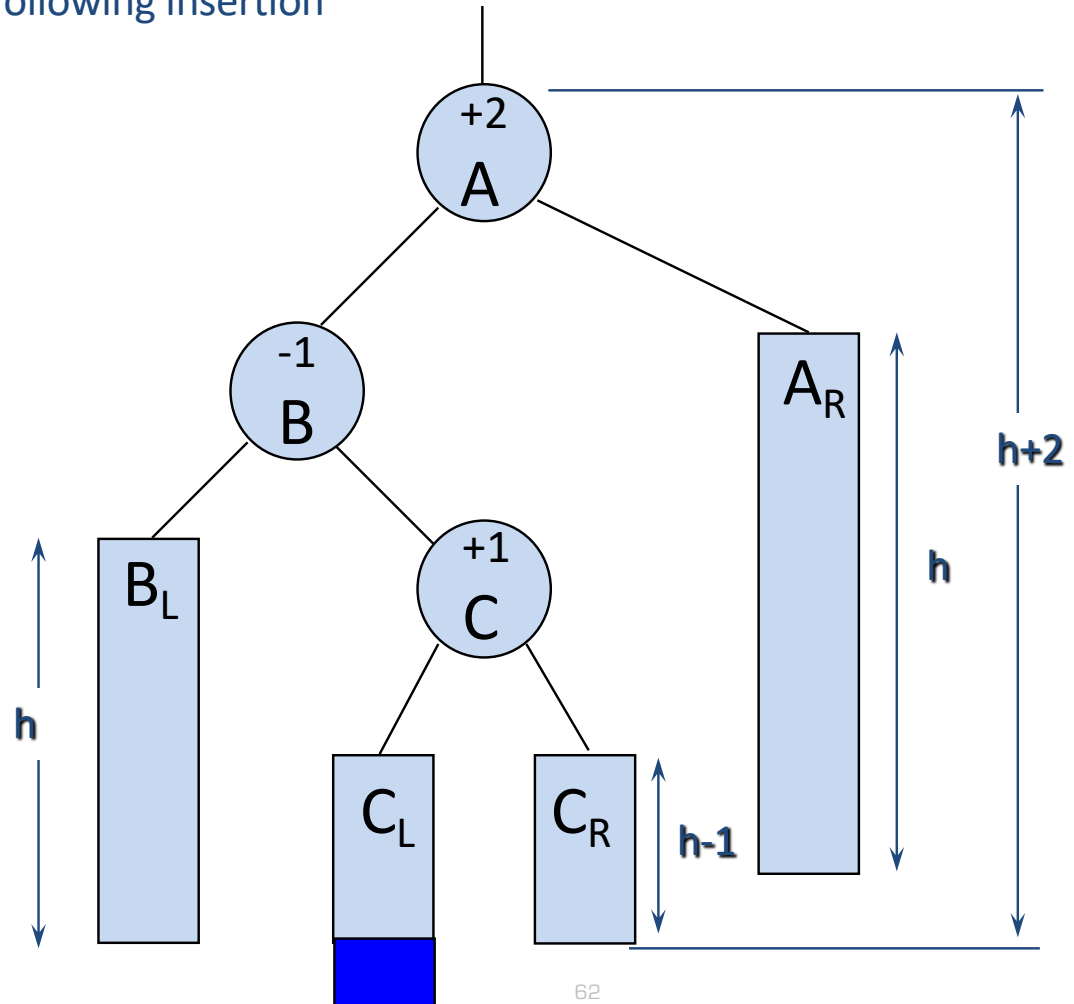 ollowing insertion
+2
A
-1
B
A_R
h+2
+1
C
h
B_L
h
C_L
C_R
h-1
62